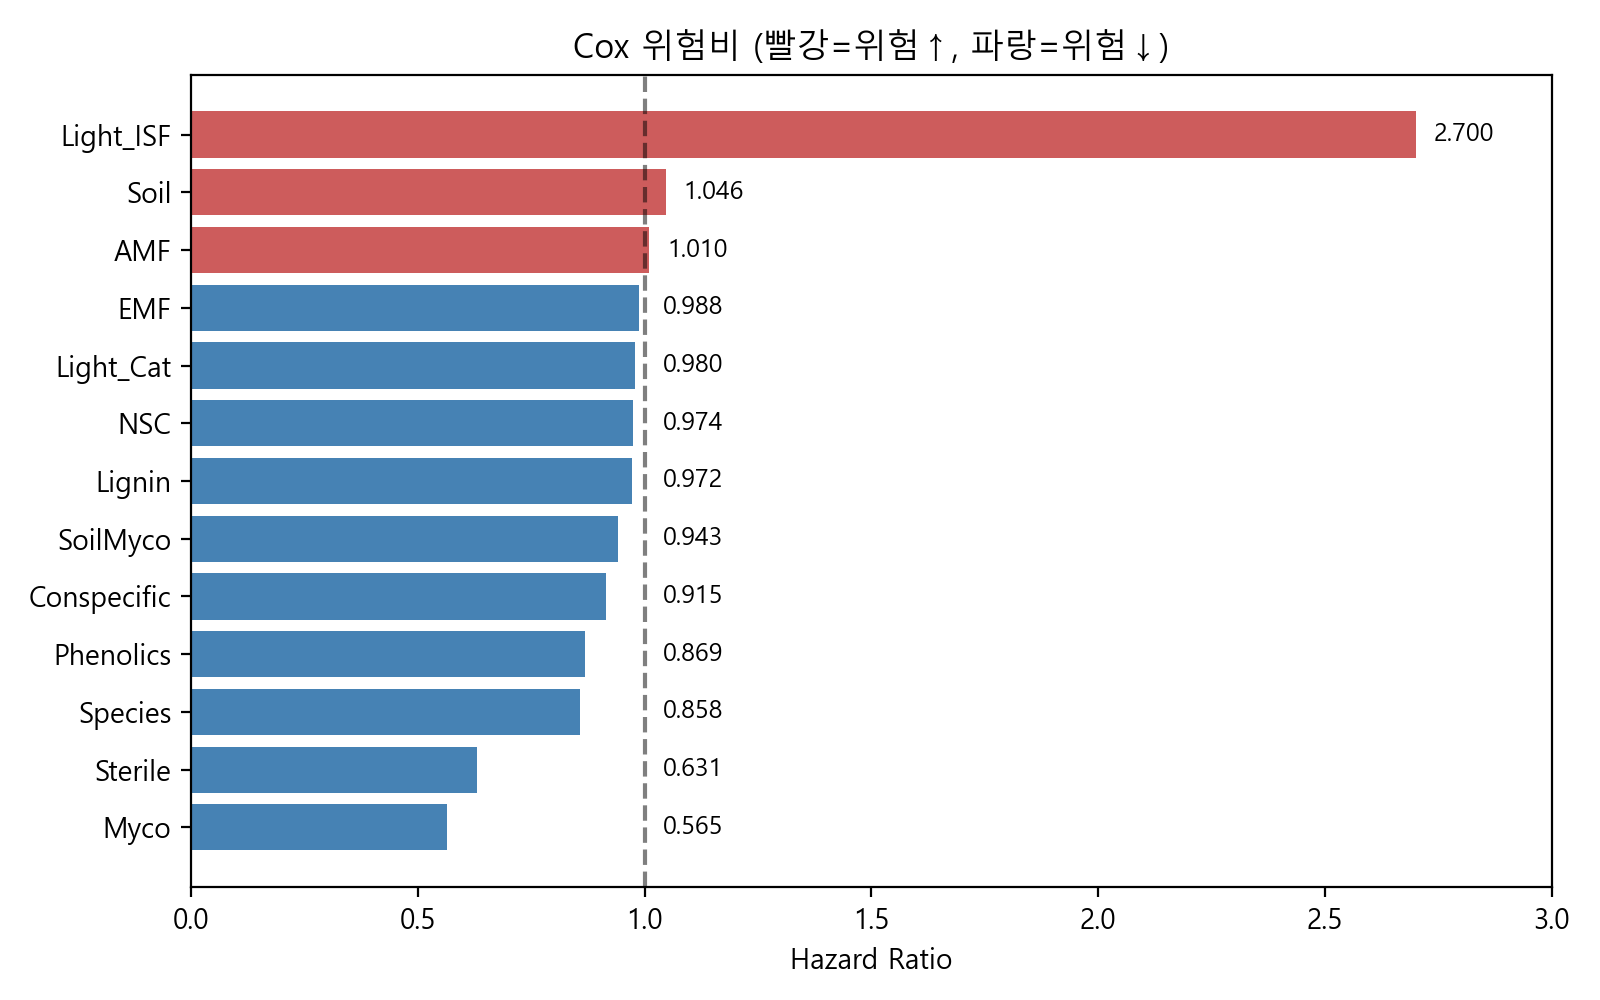 Cox 위험비 (빨강=위험↑, 파랑=위험↓)
Light_ISF 2.700
Soil 1.046
AMF 1.010
EMF 0.988
Light_Cat 0.980
NSC 0.974
Lignin 0.972
SoilMyco 0.943
Conspecific 0.915
Phenolics 0.869
Species 0.858
Sterile 0.631
Myco 0.565
0.0 0.5 1.0 1.5 2.0 2.5 3.0
Hazard Ratio